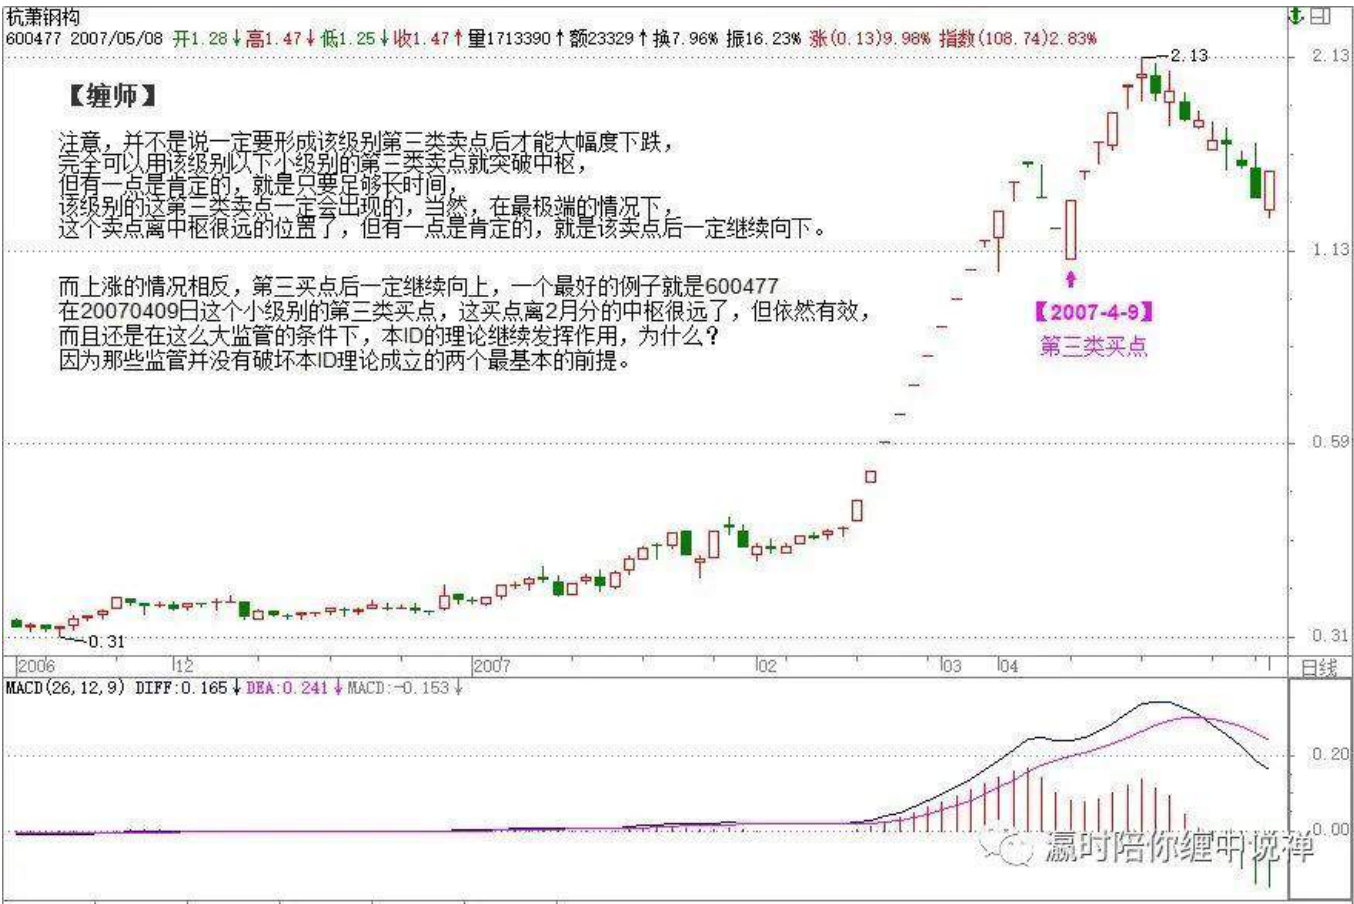 杭萧钢构
600477 2007/05/08 开1.28↓高1.47↓低1.25↓收1.47↑量1713390↑额23329↑换7.96% 振16.23% 涨(0.13)9.98% 指数(108.74)2.83%
2.13
2.13
【缠师】
注意，并不是说一定要形成该级别第三类卖点后才能大幅度下跌，
完全可以用该级别以下小级别的第三类卖点就突破中枢，
但有一点是肯定的，就是只要足够长时间，
该级别的这第三类卖点一定会出现的，当然，在最极端的情况下，
这个卖点离中枢很远的位置了，但有一点是肯定的，就是该卖点后一定继续向下。
1.13
而上涨的情况相反，第三买点后一定继续向上，一个最好的例子就是600477
在20070409日这个小级别的第三类买点，这买点离2月分的中枢很远了，但依然有效，
而且还是在这么大监管的条件下，本ID的理论继续发挥作用，为什么？
因为那些监管并没有破坏本ID理论成立的两个最基本的前提。
【2007-4-9】
第三类买点
0.59
0.31
0.31
2006 12 2007 02 03 04 日线
MACD(26,12,9) DIFF:0.165↓ DEA:0.241↓ MACD:-0.153↓
0.20
0.00
瀛时陪你缠中说禅